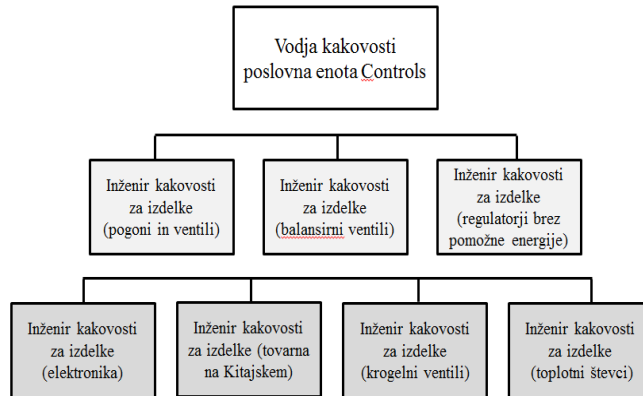 Vodja kakovosti
poslovna enota Controls
Inženir kakovosti
za izdelke
(pogoni in ventili)
Inženir kakovosti
za izdelke
(balansirni ventili)
Inženir kakovosti
za izdelke
(regulatorji brez
pomožne energije)
Inženir kakovosti
za izdelke
(elektronika)
Inženir kakovosti
za izdelke (tovarna
na Kitajskem)
Inženir kakovosti
za izdelke
(krogelni ventili)
Inženir kakovosti
za izdelke
(toplotni števci)